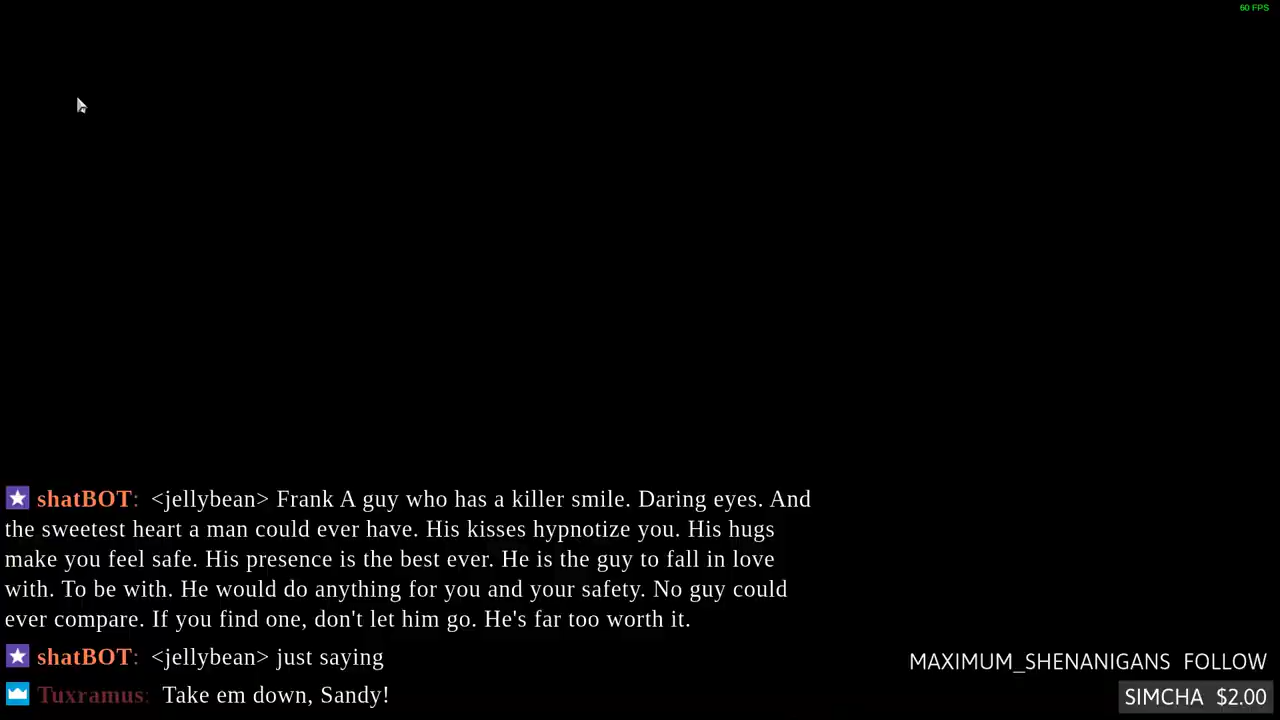 60 FPS
shatBOT: <jellybean> Frank A guy who has a killer smile. Daring eyes. And
the sweetest heart a man could ever have. His kisses hypnotize you. His hugs
make you feel safe. His presence is the best ever. He is the guy to fall in love
with. To be with. He would do anything for you and your safety. No guy could
ever compare. If you find one, don't let him go. He's far too worth it.
shatBOT: <jellybean> just saying
MAXIMUM_SHENANIGANS FOLLOW
Tuxramus: Take em down, Sandy!
SIMCHA $2.00